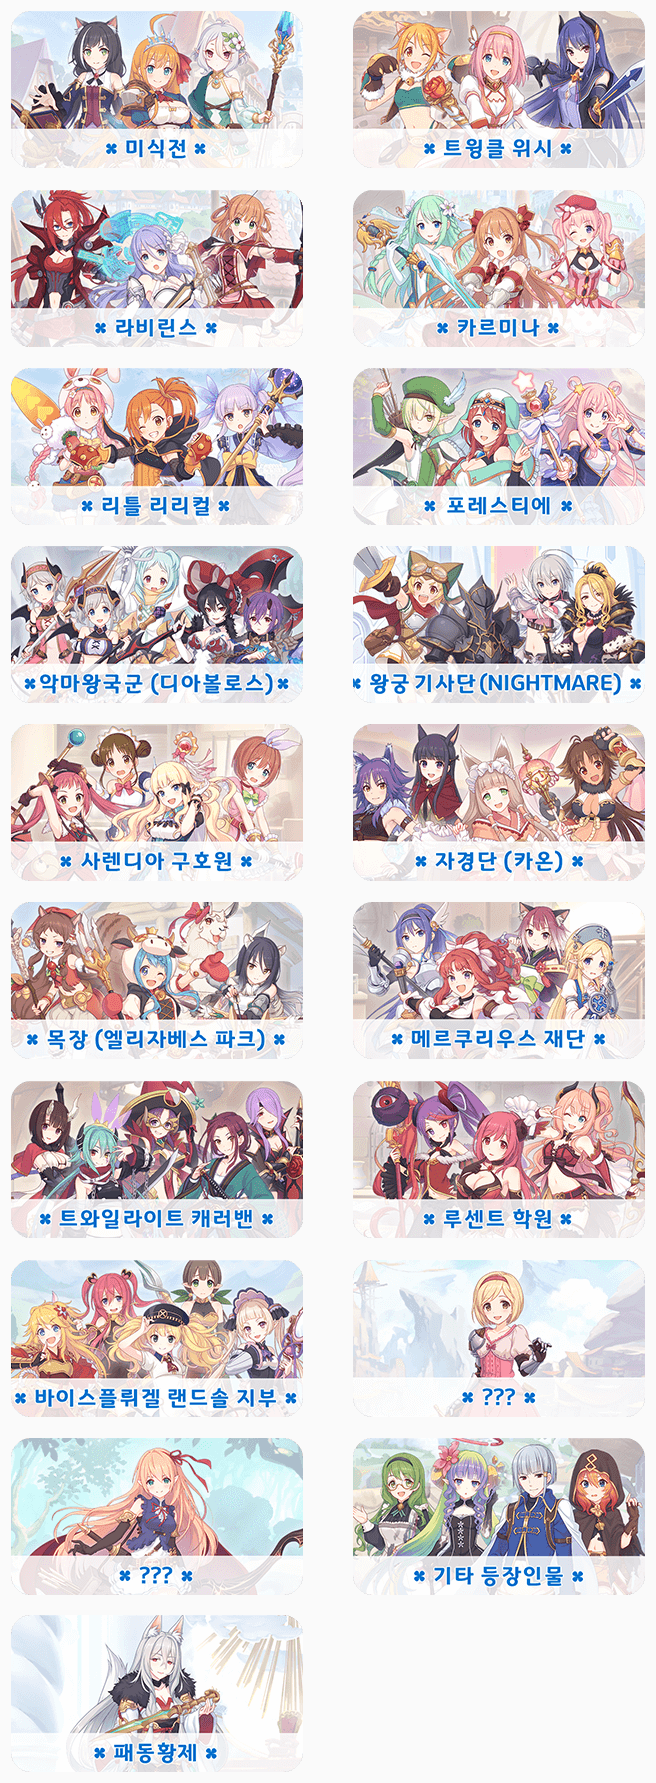 미식전
트윙클 위시
라비린스
카르미나
리틀 리리컬
포레스티에
악마왕국군 (디아볼로스)
왕궁 기사단(NIGHTMARE)
사렌디아 구호원
자경단 (카온)
목장 (엘리자베스 파크)
메르쿠리우스 재단
트와일라이트 캐러밴
루센트 학원
바이스플뤼겔 랜드솔 지부
???
???
기타 등장인물
패동황제